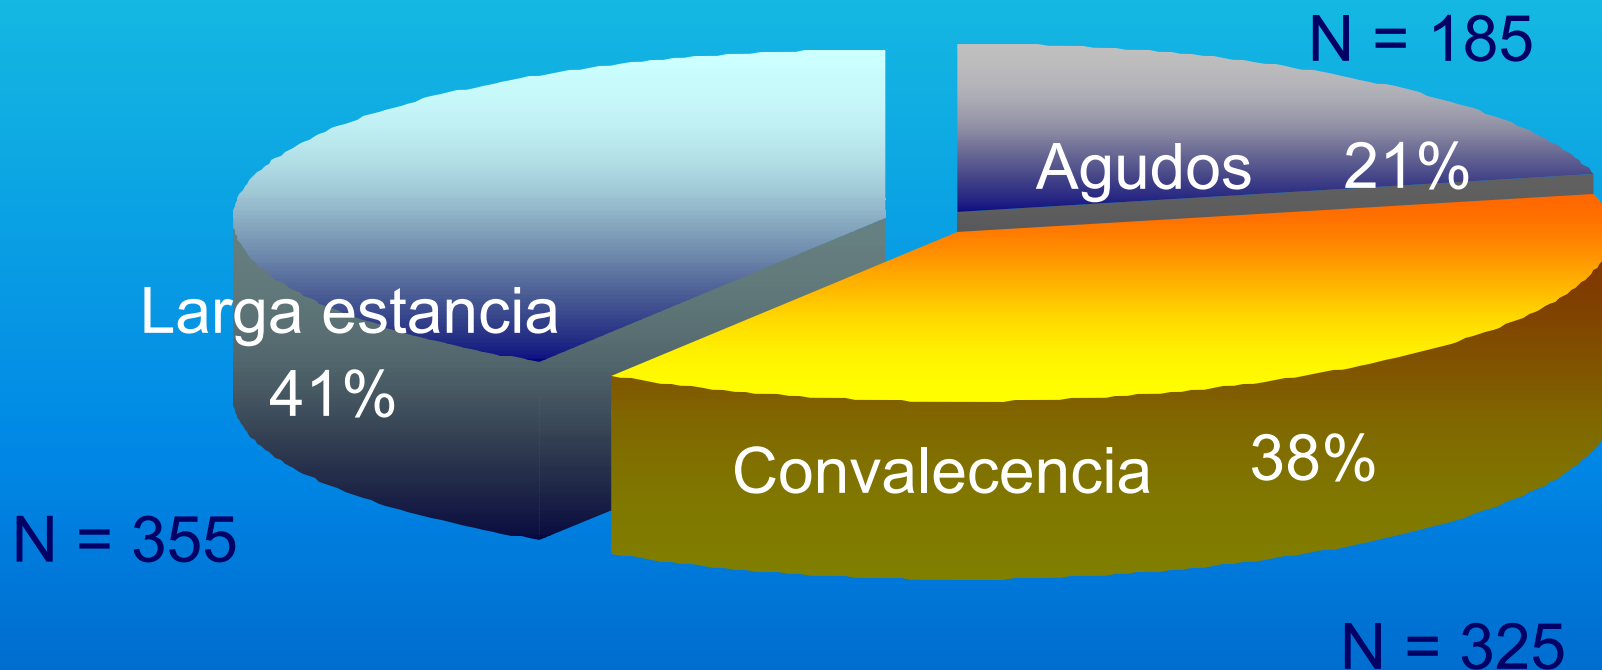 N = 185
Agudos 21%
Larga estancia
41%
Convalecencia 38%
N = 355
N = 325